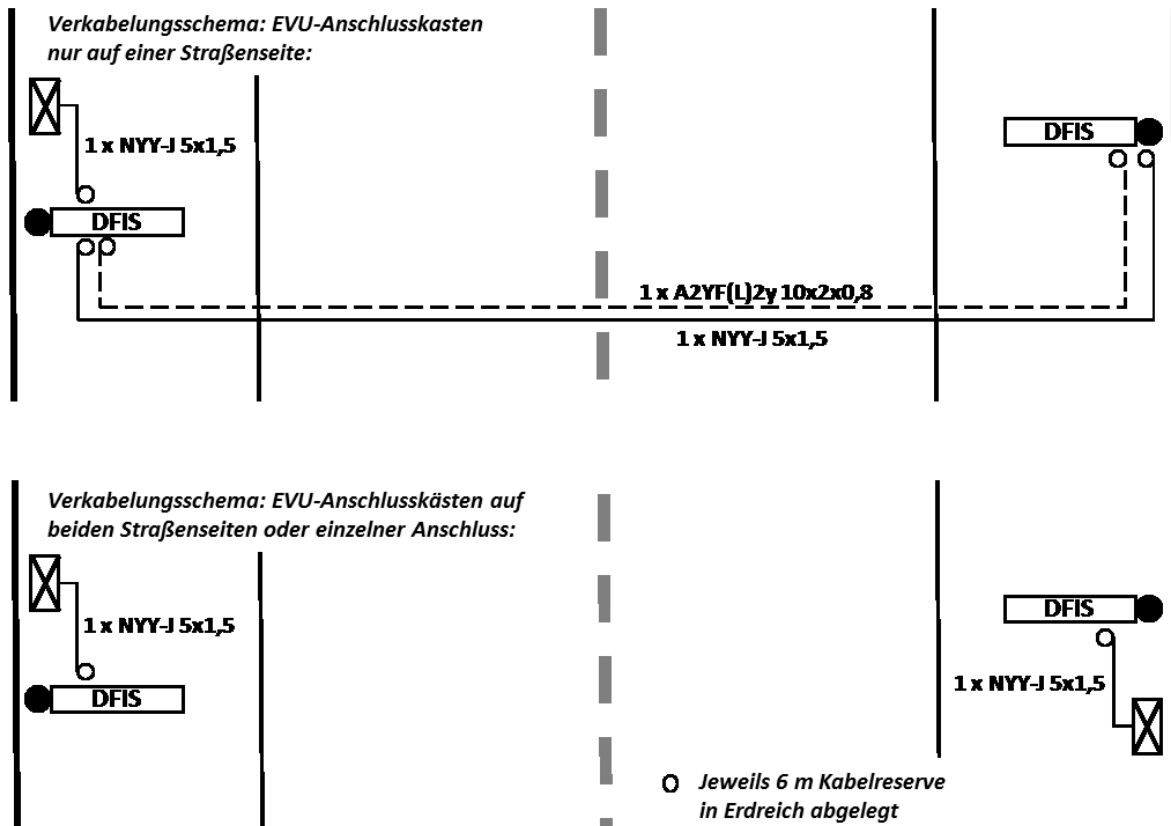 Verkabelungsschema: EVU-Anschlusskasten
nur auf einer Straßenseite:
1 x NYY-J 5x1,5
DFIS
DFIS
1 x A2YF(L)2y 10x2x0,8
1 x NYY-J 5x1,5
Verkabelungsschema: EVU-Anschlusskästen auf
beiden Straßenseiten oder einzelner Anschluss:
1 x NYY-J 5x1,5
DFIS
DFIS
1 x NYY-J 5x1,5
Jeweils 6 m Kabelreserve
in Erdreich abgelegt